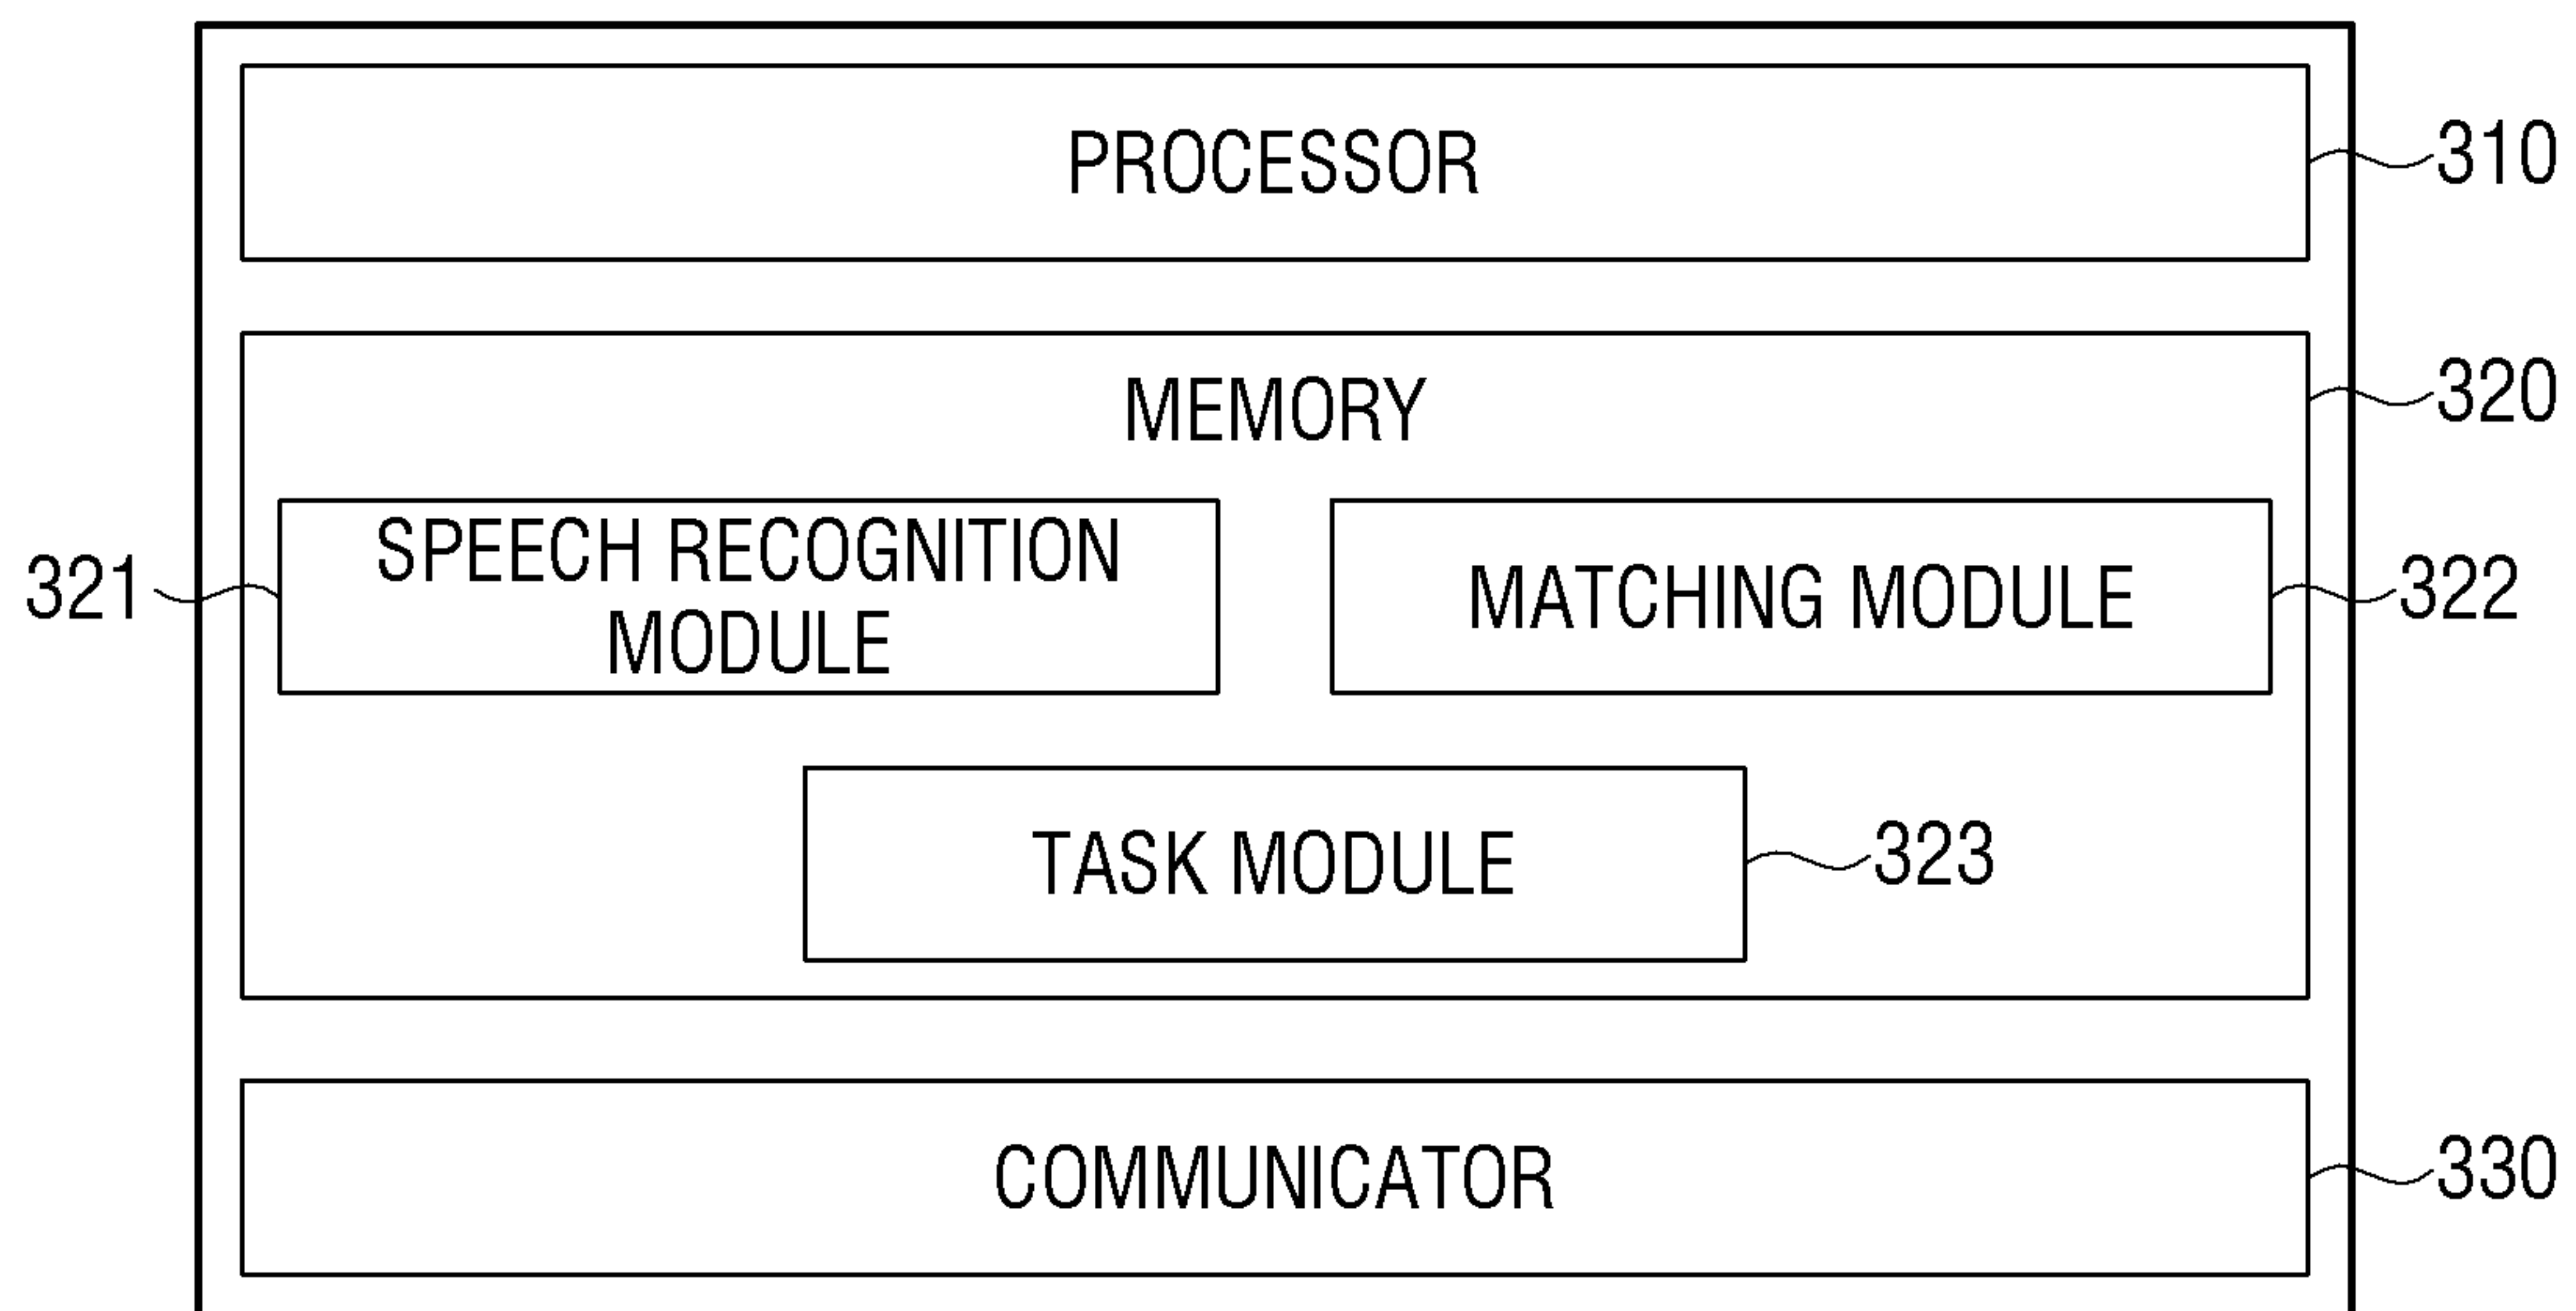 PROCESSOR
310
MEMORY
320
SPEECH RECOGNITION
MODULE
321
MATCHING MODULE
322
TASK MODULE
323
COMMUNICATOR
330